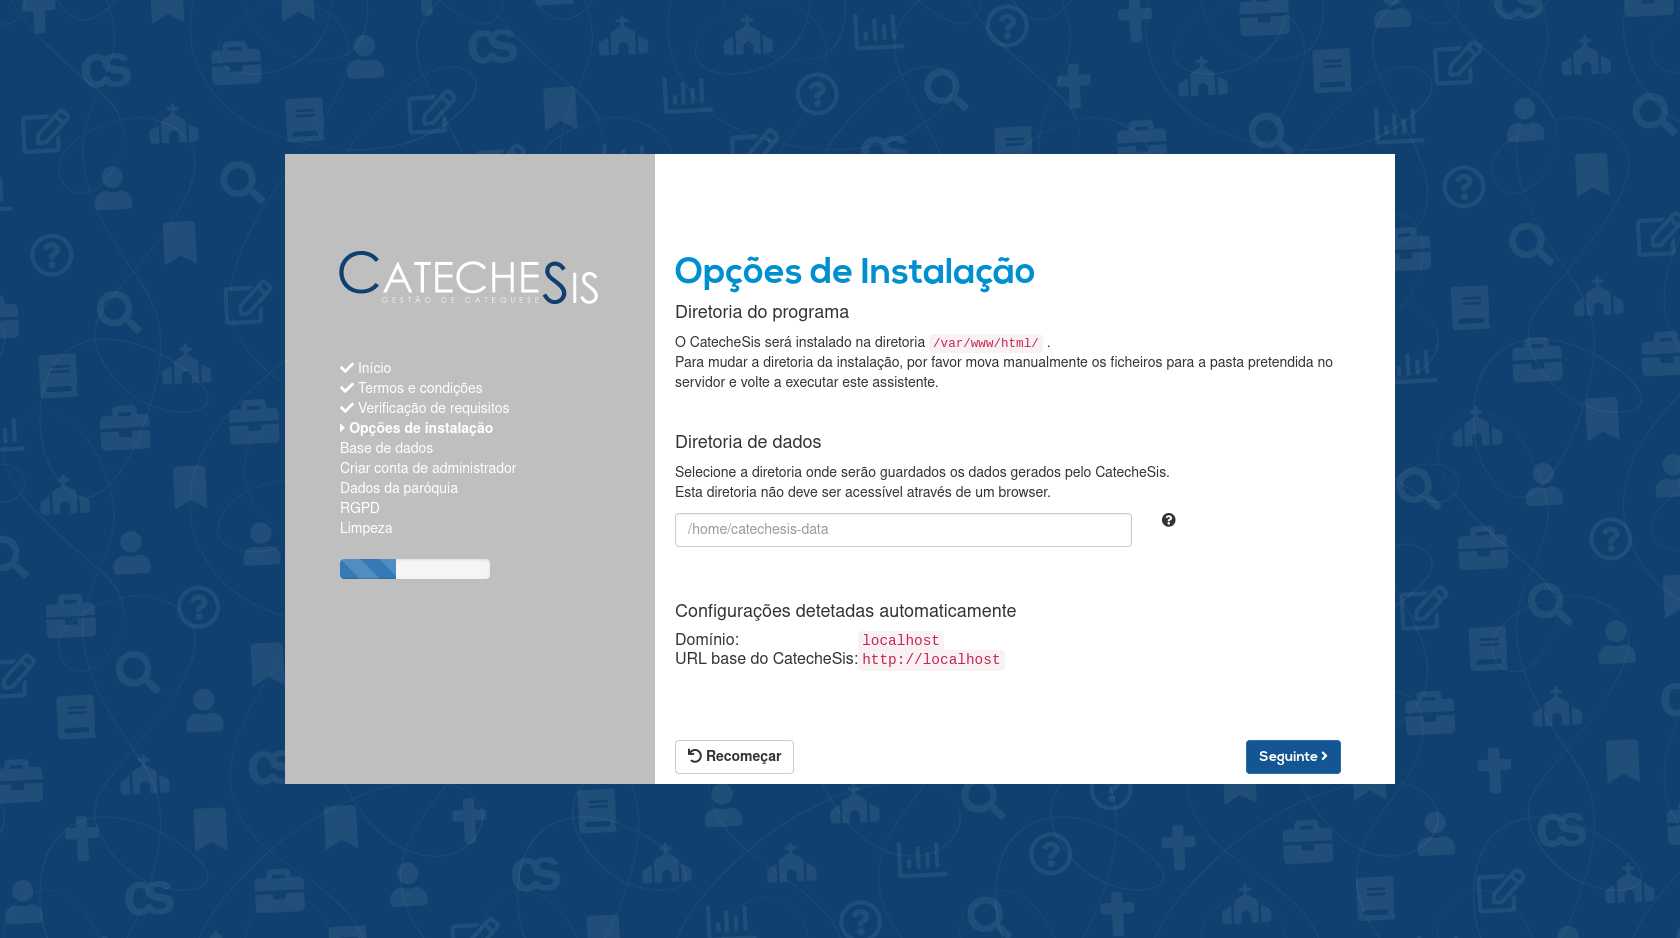 CATECHESIS
GESTÃO DE CATEQUESE
Início
Termos e condições
Verificação de requisitos
Opções de instalação
Base de dados
Criar conta de administrador
Dados da paróquia
RGPD
Limpeza
Opções de Instalação
Diretoria do programa
O CatecheSis será instalado na diretoria /var/www/html/ .
Para mudar a diretoria da instalação, por favor mova manualmente os ficheiros para a pasta pretendida no
servidor e volte a executar este assistente.
Diretoria de dados
Selecione a diretoria onde serão guardados os dados gerados pelo CatecheSis.
Esta diretoria não deve ser acessível através de um browser.
/home/catechesis-data
Configurações detetadas automaticamente
Domínio: localhost
URL base do CatecheSis: http://localhost
Recomeçar
Seguinte